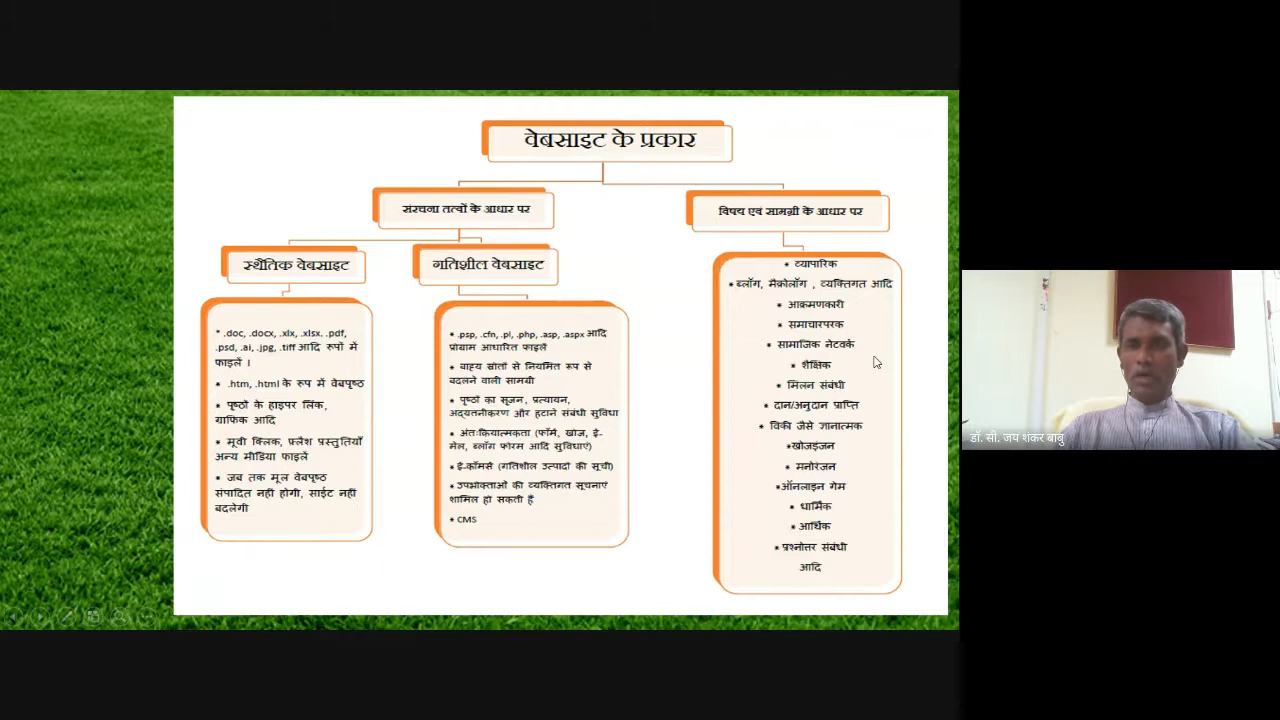 वेबसाइट के प्रकार
संरचना तत्वों के आधार पर
विषय एवं सामग्री के आधार पर
स्थैतिक वेबसाइट
गतिशील वेबसाइट
* .doc, .docx, .xlx, .xlsx. .pdf,
.psd, .ai, .jpg, .tiff आदि रूपों में
फाइलें ।
* .htm, .html के रूप में वेबपृष्ठ
* पृष्ठों के हाइपर लिंक,
ग्राफिक आदि
* मूवी क्लिक, फ़्लैश प्रस्तुतियाँ
अन्य मीडिया फाइलें
* जब तक मूल वेबपृष्ठ
संपादित नहीं होगी, साईट नहीं
बदलेगी
* .psp, .cfn, .pl, .php, .asp, .aspx आदि
प्रोग्राम आधारित फाइलें
* वाह्य स्रोतों से नियमित रूप से
बदलने वाली सामग्री
* पृष्ठों का सृजन, प्रत्यायन,
अद्यतनीकरण और हटाने संबंधी सुविधा
* अंतःक्रियात्मकता (फॉर्म, खोज, ई-
मेल, ब्लॉग फोरम आदि सुविधाएं)
* ई-कॉमर्स (गतिशील उत्पादों की सूची)
* उपभोक्ताओं की व्यक्तिगत सूचनाएं
शामिल हो सकती हैं
* CMS
* व्यापारिक
* ब्लॉग, मैक्रोलॉग , व्यक्तिगत आदि
* आक्रमणकारी
* समाचारपरक
* सामाजिक नेटवर्क
* शैक्षिक
* मिलन संबंधी
* दान/अनुदान प्राप्ति
* विकी जैसे ज्ञानात्मक
*खोजइंजन
* मनोरंजन
*ऑनलाइन गेम
* धार्मिक
* आर्थिक
* प्रश्नोत्तर संबंधी
आदि
डॉ. सी. जय शंकर बाबु